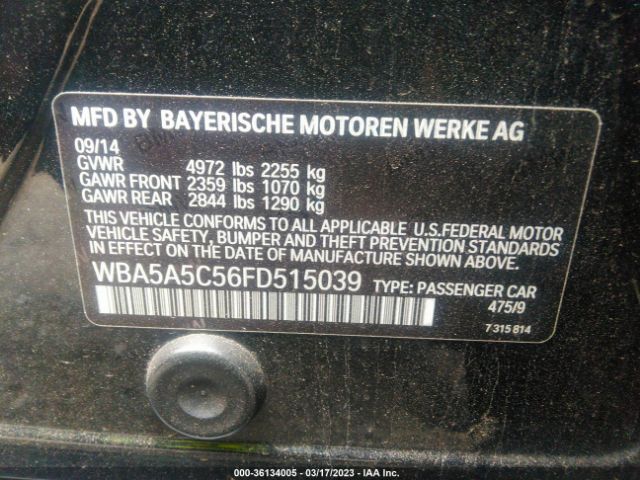 MFD BY BAYERISCHE MOTOREN WERKE AG
09/14
GVWR 4972 lbs 2255 kg
GAWR FRONT 2359 lbs 1070 kg
GAWR REAR 2844 lbs 1290 kg
THIS VEHICLE CONFORMS TO ALL APPLICABLE U.S.FEDERAL MOTOR
VEHICLE SAFETY, BUMPER AND THEFT PREVENTION STANDARDS
IN EFFECT ON THE DATE OF MANUFACTURE SHOWN ABOVE.
WBA5A5C56FD515039 TYPE: PASSENGER CAR
475/9
7 315 814
000-36134005 — 03/17/2023 — IAA Inc.